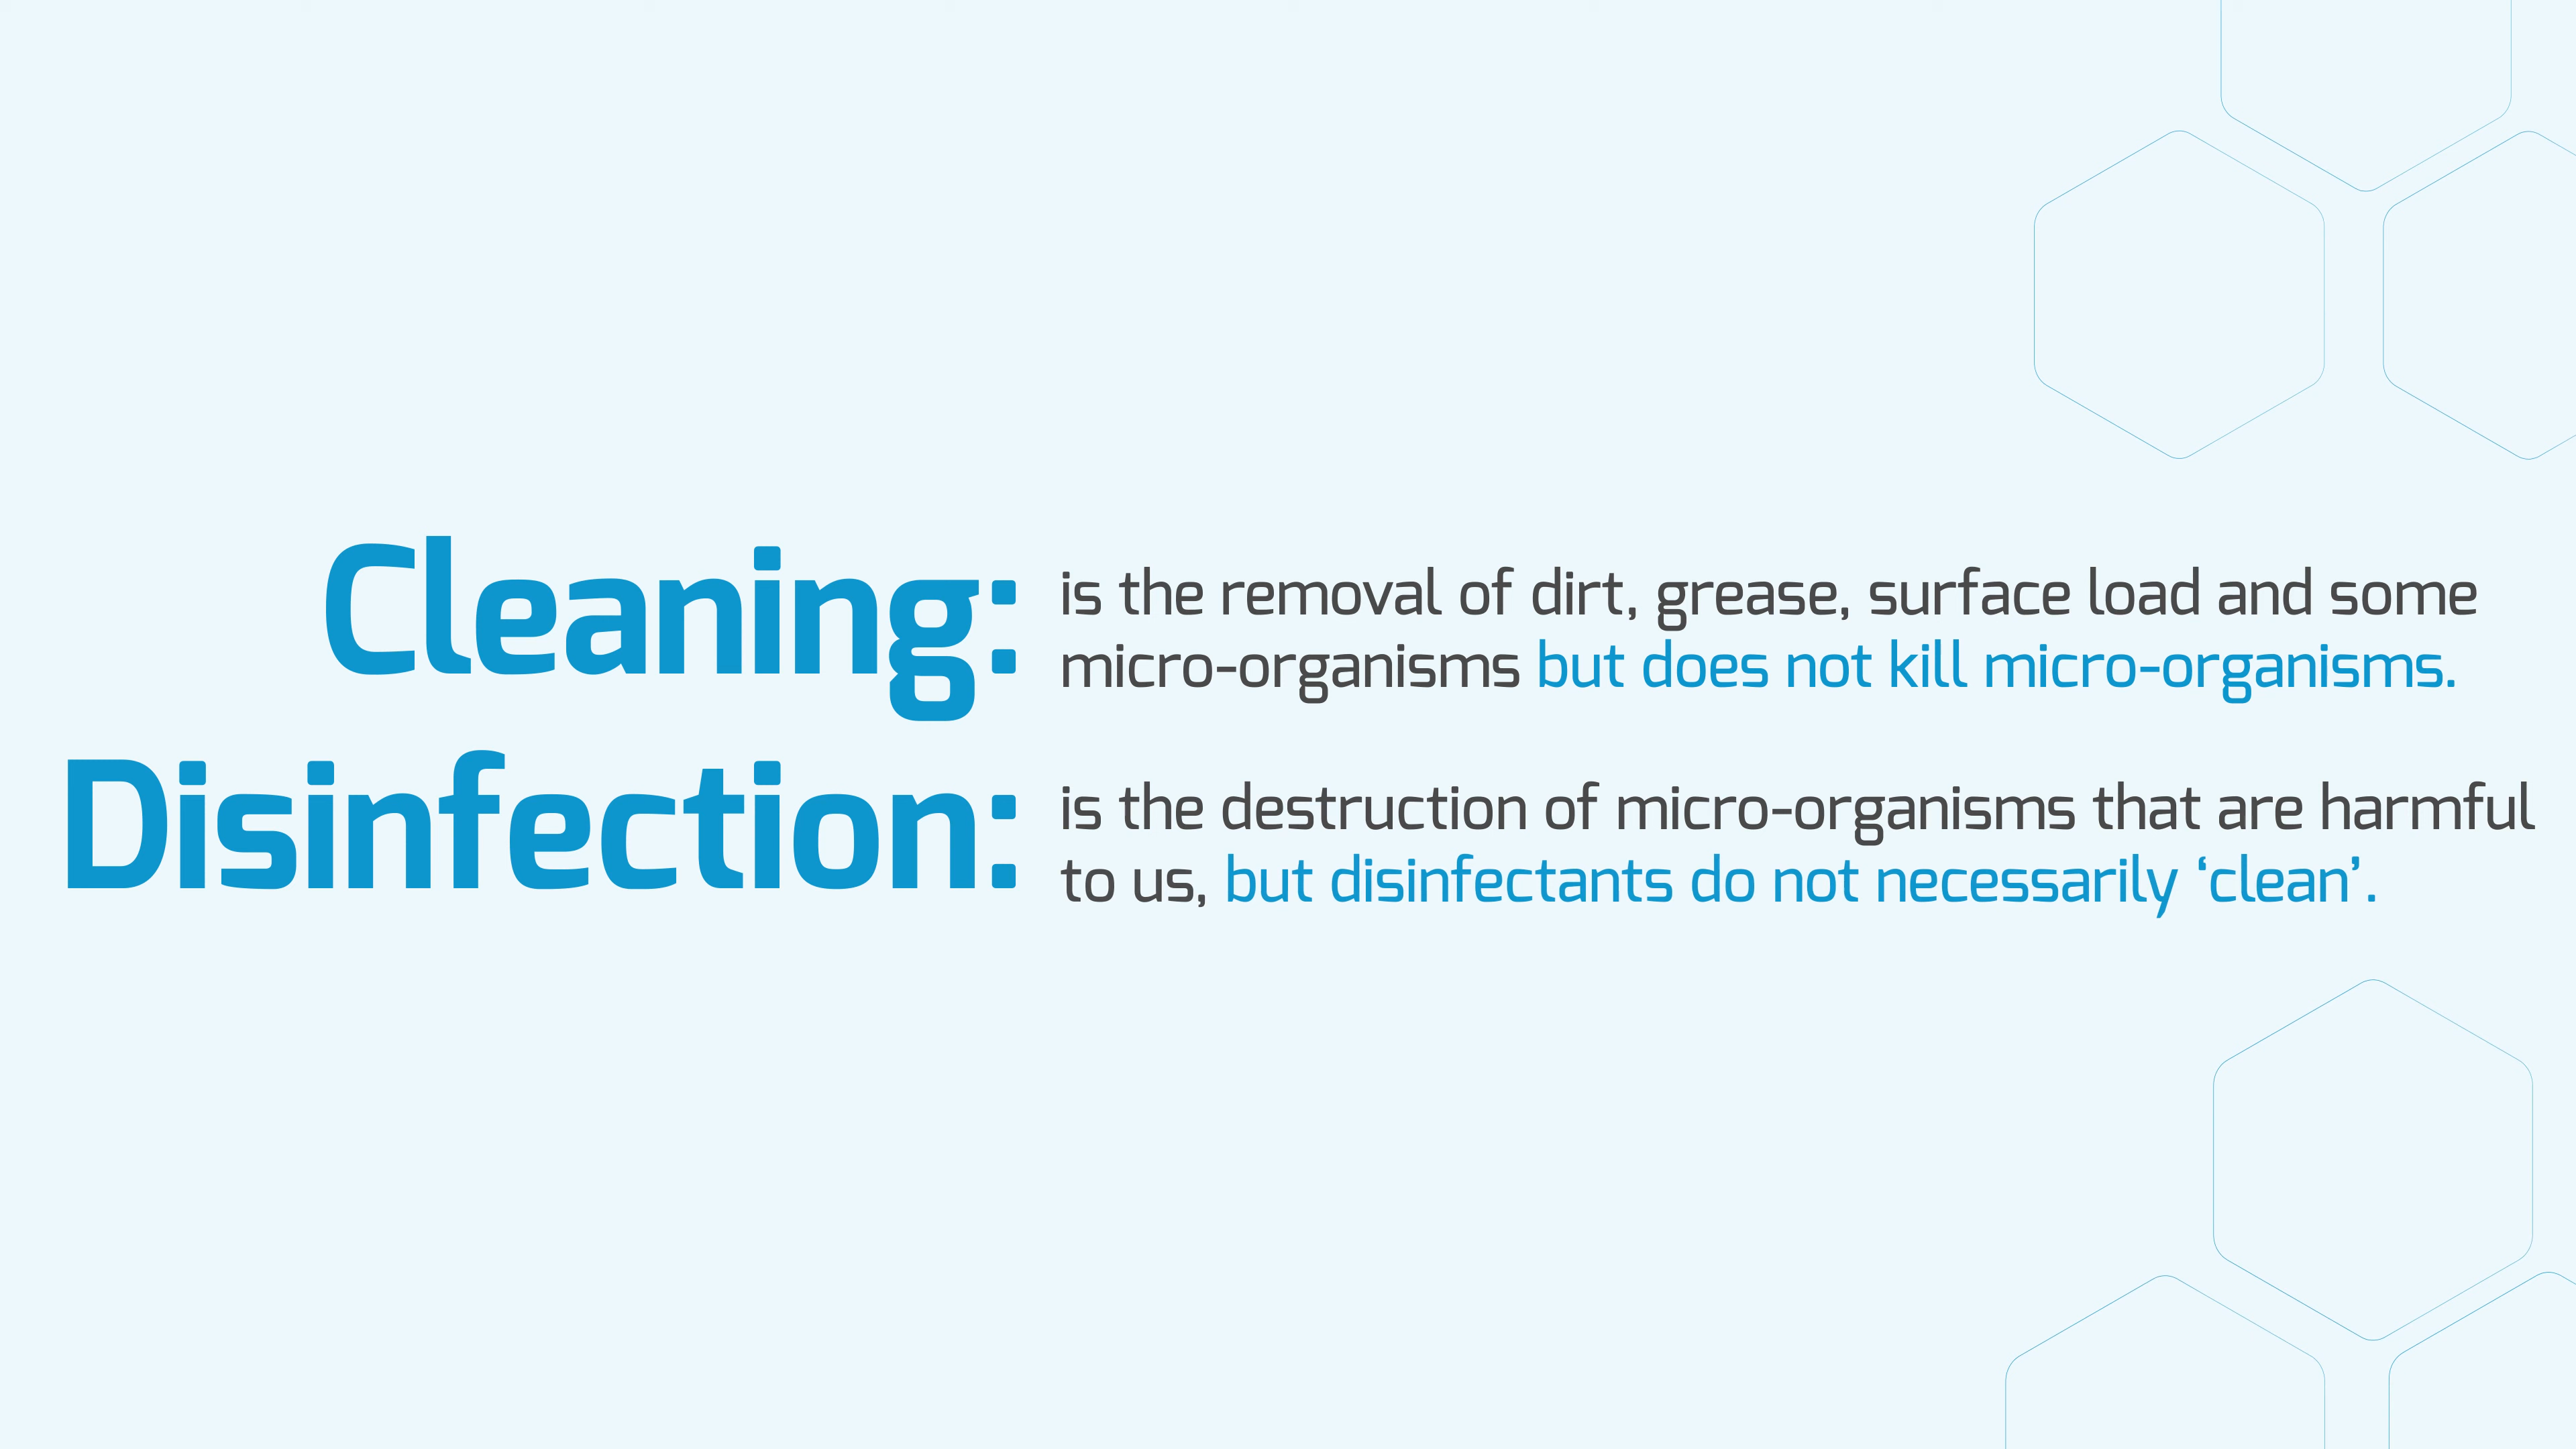 Cleaning:
is the removal of dirt, grease, surface load and some
micro-organisms but does not kill micro-organisms.
Disinfection:
is the destruction of micro-organisms that are harmful
to us, but disinfectants do not necessarily ‘clean’.